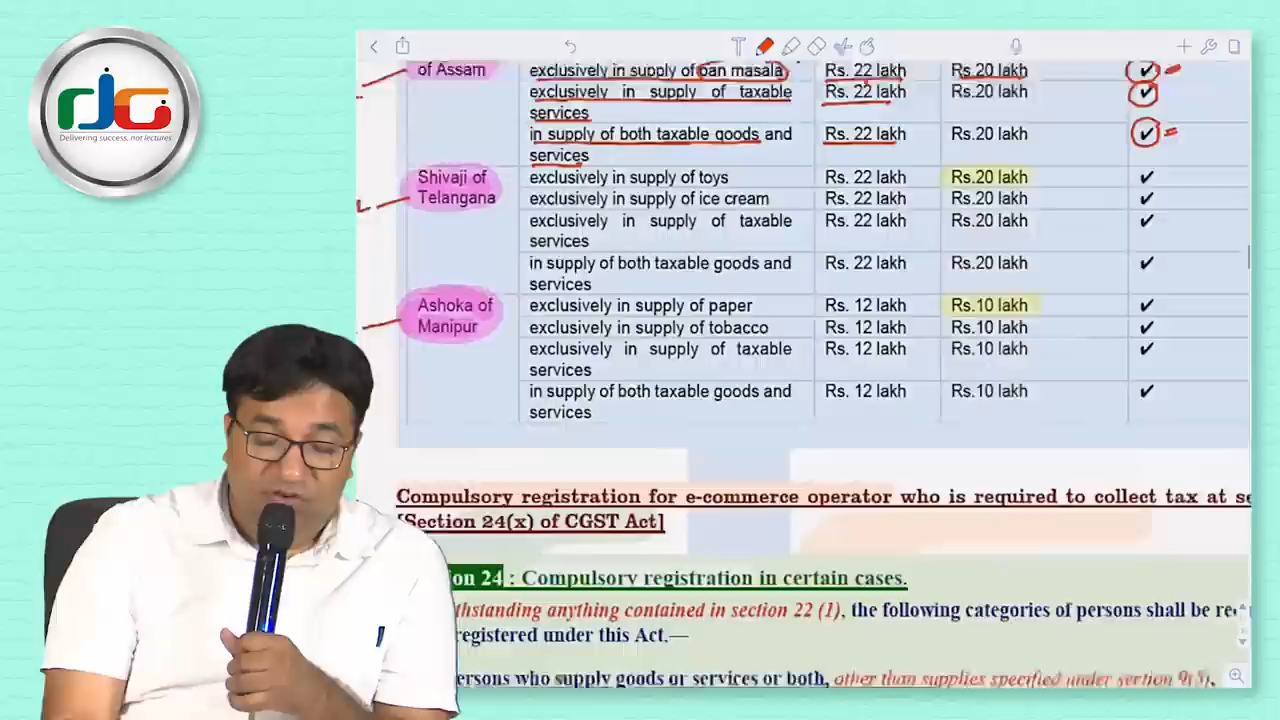 Delivering success, not lectures
of Assam exclusively in supply of pan masala Rs. 22 lakh Rs.20 lakh ✔
exclusively in supply of taxable services Rs. 22 lakh Rs.20 lakh ✔
in supply of both taxable goods and services Rs. 22 lakh Rs.20 lakh ✔
Shivaji of Telangana exclusively in supply of toys Rs. 22 lakh Rs.20 lakh ✔
exclusively in supply of ice cream Rs. 22 lakh Rs.20 lakh ✔
exclusively in supply of taxable services Rs. 22 lakh Rs.20 lakh ✔
in supply of both taxable goods and services Rs. 22 lakh Rs.20 lakh ✔
Ashoka of Manipur exclusively in supply of paper Rs. 12 lakh Rs.10 lakh ✔
exclusively in supply of tobacco Rs. 12 lakh Rs.10 lakh ✔
exclusively in supply of taxable services Rs. 12 lakh Rs.10 lakh ✔
in supply of both taxable goods and services Rs. 12 lakh Rs.10 lakh ✔
Compulsory registration for e-commerce operator who is required to collect tax at
[Section 24(x) of CGST Act]
24 : Compulsory registration in certain cases.
anything contained in section 22 (1), the following categories of persons shall be
registered under this Act.—
who supply goods or services or both, other than supplies specified under section 9(5),